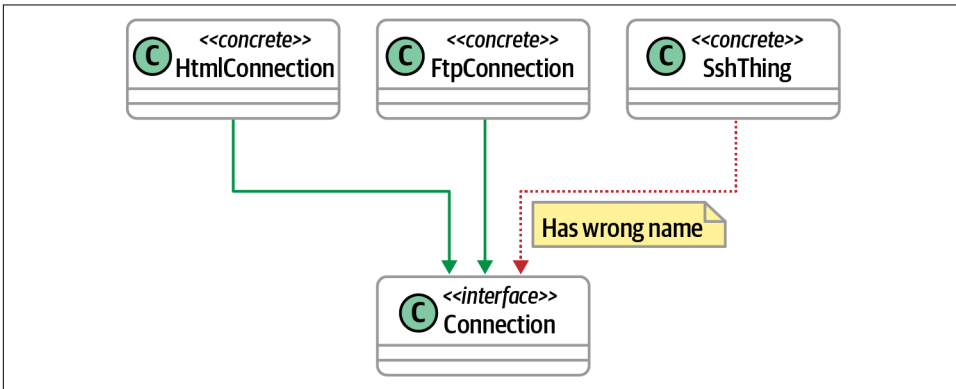 <<concrete>>
C HtmlConnection
<<concrete>>
C FtpConnection
<<concrete>>
C SshThing
Has wrong name
<<interface>>
C Connection